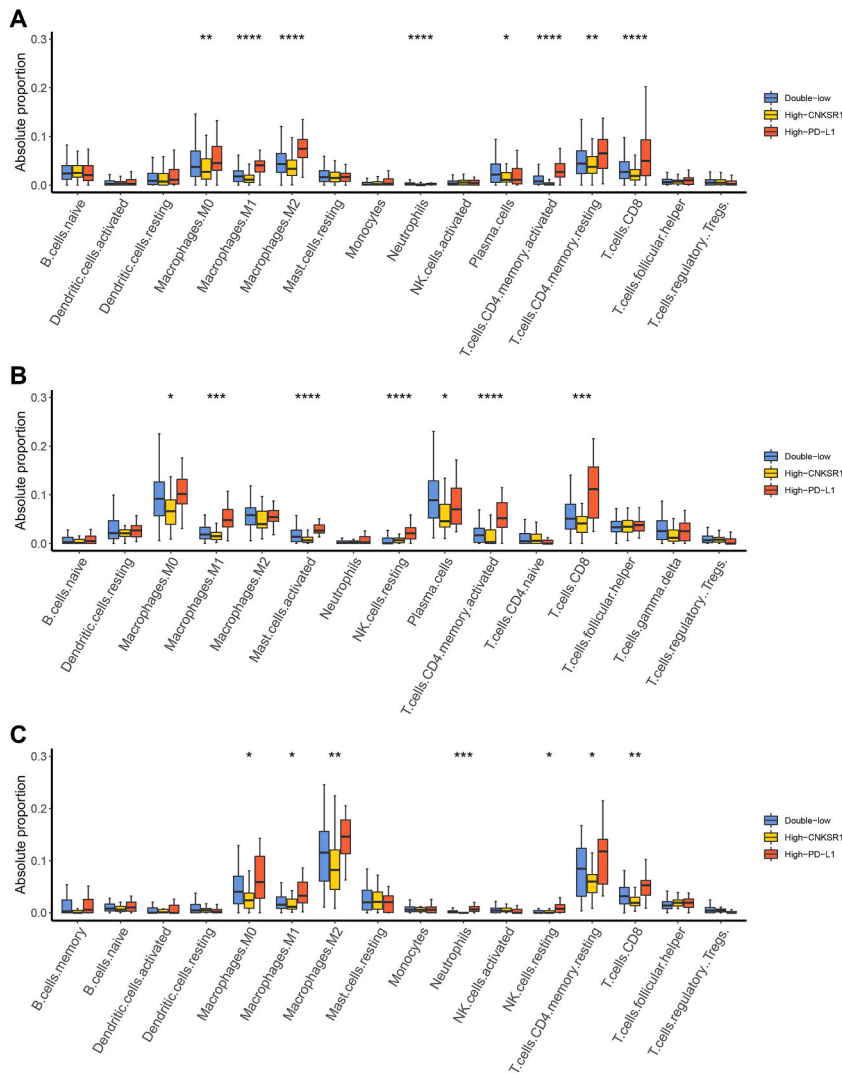 A
** **** **** **** * **** ** ****
0.3
0.2
0.1
0.0
Absolute proportion
Double-low
High-CNKSR1
High-PD-L1
B.cells.naive
Dendritic.cells.activated
Dendritic.cells.resting
Macrophages.M0
Macrophages.M1
Macrophages.M2
Mast.cells.resting
Monocytes
Neutrophils
NK.cells.activated
Plasma.cells
T.cells.CD4.memory.activated
T.cells.CD4.memory.resting
T.cells.CD8
T.cells.follicular.helper
T.cells.regulatory..Tregs.
B
* *** **** **** * **** ***
0.3
0.2
0.1
0.0
Absolute proportion
Double-low
High-CNKSR1
High-PD-L1
B.cells.naive
Dendritic.cells.resting
Macrophages.M0
Macrophages.M1
Macrophages.M2
Mast.cells.activated
Neutrophils
NK.cells.resting
Plasma.cells
T.cells.CD4.memory.activated
T.cells.CD4.naive
T.cells.CD8
T.cells.follicular.helper
T.cells.gamma.delta
T.cells.regulatory..Tregs.
C
* * ** *** * * **
0.3
0.2
0.1
0.0
Absolute proportion
Double-low
High-CNKSR1
High-PD-L1
B.cells.memory
B.cells.naive
Dendritic.cells.activated
Dendritic.cells.resting
Macrophages.M0
Macrophages.M1
Macrophages.M2
Mast.cells.resting
Monocytes
Neutrophils
NK.cells.activated
NK.cells.resting
T.cells.CD4.memory.resting
T.cells.CD8
T.cells.follicular.helper
T.cells.regulatory..Tregs.